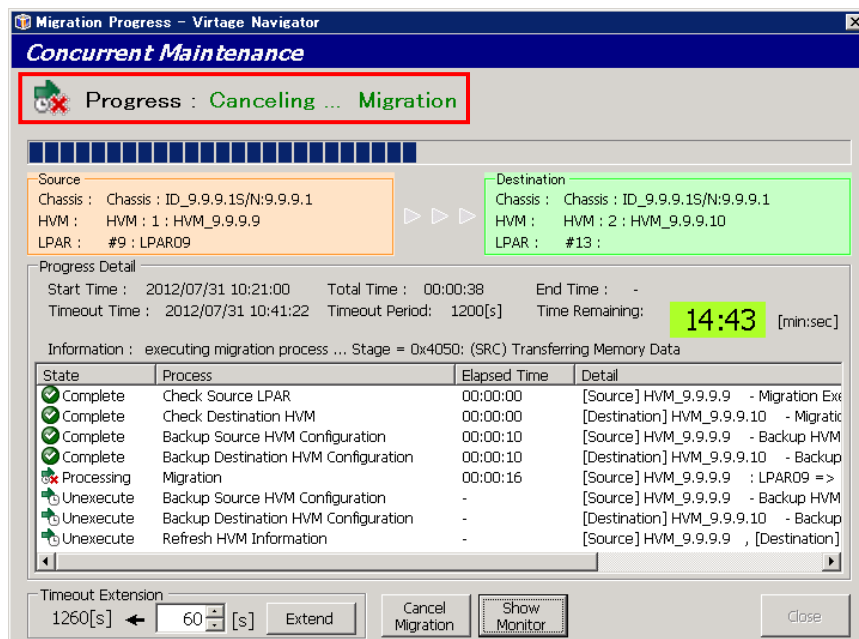 Migration Progress - Virtage Navigator
Concurrent Maintenance
Progress : Canceling ... Migration
Source
Chassis : Chassis : ID_9.9.9.1S/N:9.9.9.1
HVM : HVM : 1 : HVM_9.9.9.9
LPAR : #9 : LPAR09
Destination
Chassis : Chassis : ID_9.9.9.1S/N:9.9.9.1
HVM : HVM : 2 : HVM_9.9.9.10
LPAR : #13 :
Progress Detail
Start Time : 2012/07/31 10:21:00 Total Time : 00:00:38 End Time : -
Timeout Time : 2012/07/31 10:41:22 Timeout Period: 1200[s] Time Remaining: 14:43 [min:sec]
Information : executing migration process ... Stage = 0x4050: (SRC) Transferring Memory Data
State Process Elapsed Time Detail
Complete Check Source LPAR 00:00:00 [Source] HVM_9.9.9.9 - Migration Exe
Complete Check Destination HVM 00:00:00 [Destination] HVM_9.9.9.10 - Migratio
Complete Backup Source HVM Configuration 00:00:10 [Source] HVM_9.9.9.9 - Backup HVM
Complete Backup Destination HVM Configuration 00:00:10 [Destination] HVM_9.9.9.10 - Backup
Processing Migration 00:00:16 [Source] HVM_9.9.9.9 : LPAR09 =>
Unexecute Backup Source HVM Configuration - [Source] HVM_9.9.9.9 - Backup HVM
Unexecute Backup Destination HVM Configuration - [Destination] HVM_9.9.9.10 - Backup
Unexecute Refresh HVM Information - [Source] HVM_9.9.9.9 , [Destination]
Timeout Extension
1260[s] 60 [s] Extend
Cancel Migration
Show Monitor
Close